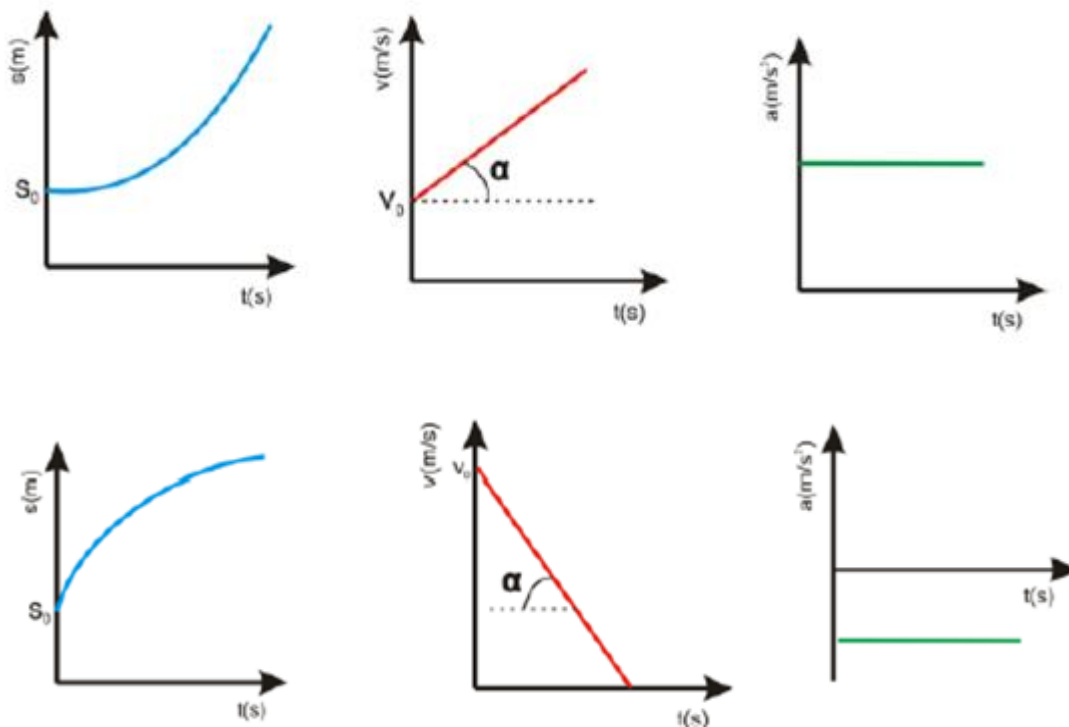 s(m)
S₀
t(s)
v(m/s)
α
V₀
t(s)
a(m/s²)
t(s)
s(m)
S₀
t(s)
v(m/s)
V₀
α
t(s)
a(m/s²)
t(s)